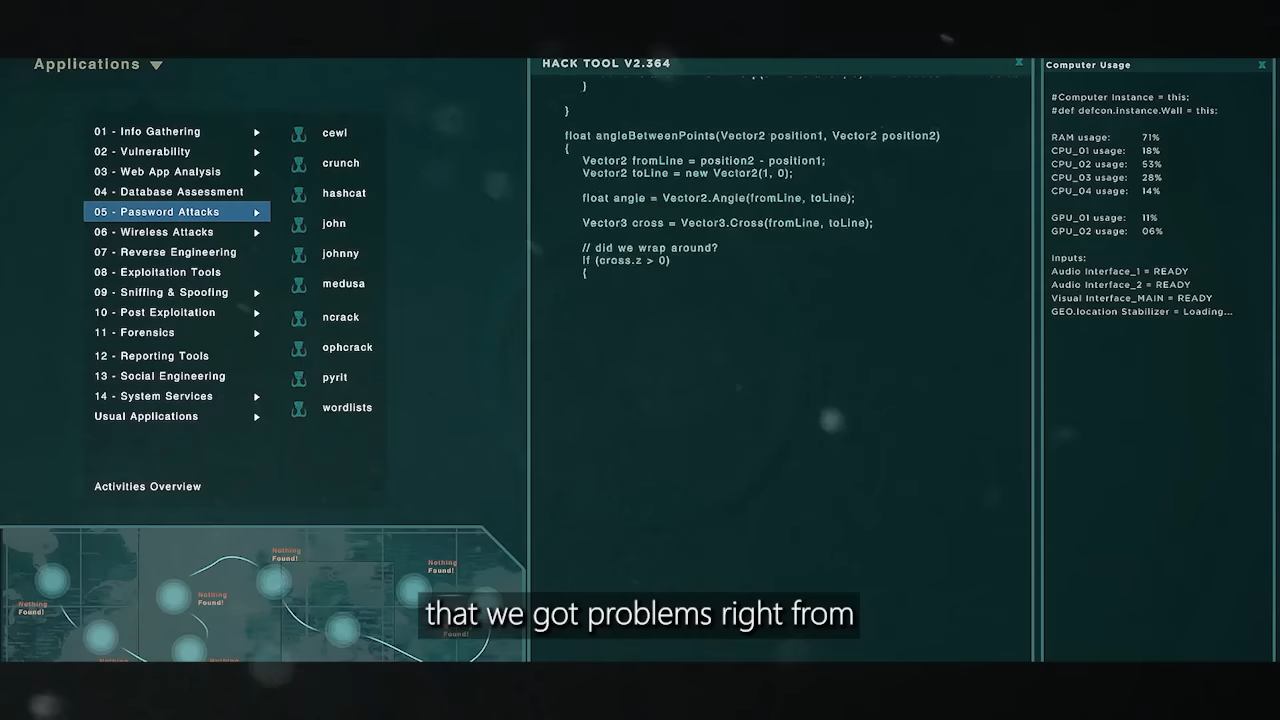 Applications
01 - Info Gathering
02 - Vulnerability
03 - Web App Analysis
04 - Database Assessment
05 - Password Attacks
06 - Wireless Attacks
07 - Reverse Engineering
08 - Exploitation Tools
09 - Sniffing & Spoofing
10 - Post Exploitation
11 - Forensics
12 - Reporting Tools
13 - Social Engineering
14 - System Services
Usual Applications
Activities Overview
cewl
crunch
hashcat
john
johnny
medusa
ncrack
ophcrack
pyrit
wordlists
HACK TOOL V2.364
x
}
}
float angleBetweenPoints(Vector2 position1, Vector2 position2)
{
Vector2 fromLine = position2 - position1;
Vector2 toLine = new Vector2(1, 0);
float angle = Vector2.Angle(fromLine, toLine);
Vector3 cross = Vector3.Cross(fromLine, toLine);
// did we wrap around?
If (cross.z > 0)
{
Computer Usage
x
#Computer Instance = this;
#def defcon.instance.Wall = this;
RAM usage: 71%
CPU_01 usage: 18%
CPU_02 usage: 53%
CPU_03 usage: 28%
CPU_04 usage: 14%
GPU_01 usage: 11%
GPU_02 usage: 06%
Inputs:
Audio Interface_1 = READY
Audio Interface_2 = READY
Visual Interface_MAIN = READY
GEO.location Stabilizer = Loading...
Nothing
Found!
Nothing
Found!
Nothing
Found!
Nothing
Found!
Found!
that we got problems right from